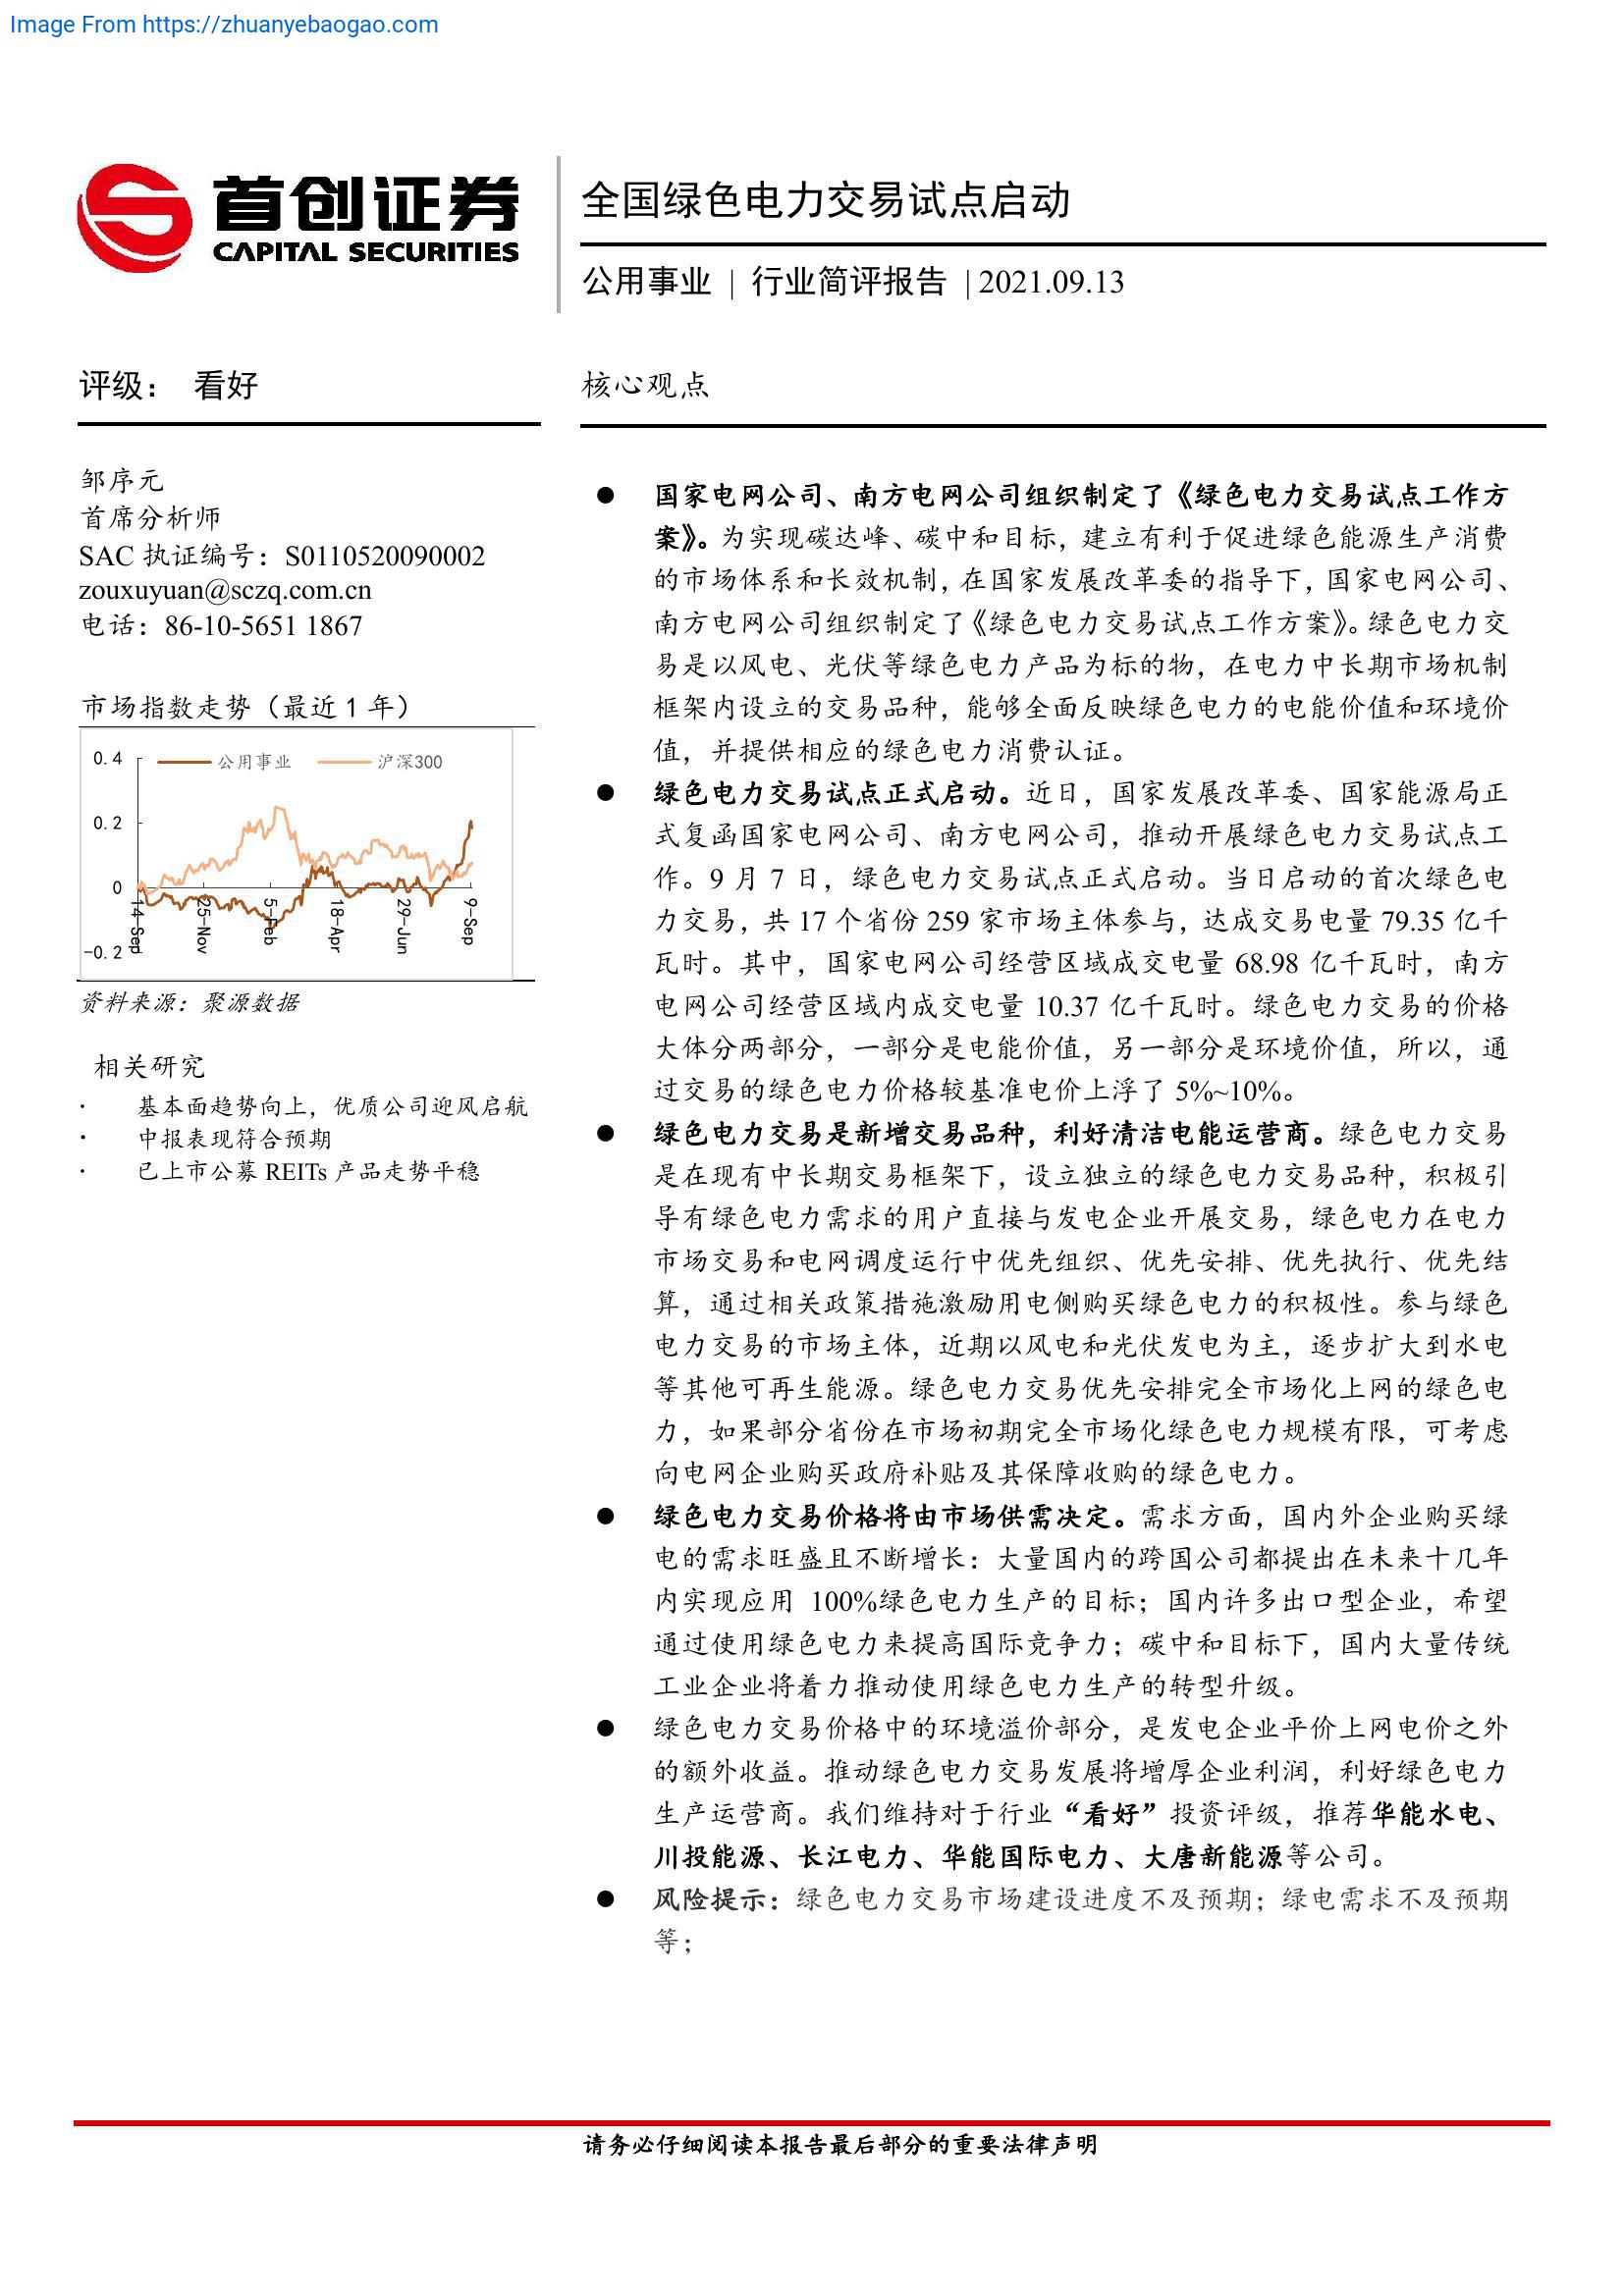 Image From https://zhuanyebaogao.com
首创证券
CAPITAL SECURITIES
全国绿色电力交易试点启动
公用事业 | 行业简评报告 | 2021.09.13
评级： 看好
邹序元
首席分析师
SAC 执证编号：S0110520090002
zouxuyuan@sczq.com.cn
电话：86-10-5651 1867
市场指数走势（最近 1 年）
公用事业 沪深300
0.4
0.2
0
-0.2
14-Sep
25-Nov
5-Feb
18-Apr
29-Jun
9-Sep
资料来源：聚源数据
相关研究
· 基本面趋势向上，优质公司迎风启航
· 中报表现符合预期
· 已上市公募 REITs 产品走势平稳
核心观点
● 国家电网公司、南方电网公司组织制定了《绿色电力交易试点工作方
案》。为实现碳达峰、碳中和目标，建立有利于促进绿色能源生产消费
的市场体系和长效机制，在国家发展改革委的指导下，国家电网公司、
南方电网公司组织制定了《绿色电力交易试点工作方案》。绿色电力交
易是以风电、光伏等绿色电力产品为标的物，在电力中长期市场机制
框架内设立的交易品种，能够全面反映绿色电力的电能价值和环境价
值，并提供相应的绿色电力消费认证。
● 绿色电力交易试点正式启动。近日，国家发展改革委、国家能源局正
式复函国家电网公司、南方电网公司，推动开展绿色电力交易试点工
作。9 月 7 日，绿色电力交易试点正式启动。当日启动的首次绿色电
力交易，共 17 个省份 259 家市场主体参与，达成交易电量 79.35 亿千
瓦时。其中，国家电网公司经营区域成交电量 68.98 亿千瓦时，南方
电网公司经营区域内成交电量 10.37 亿千瓦时。绿色电力交易的价格
大体分两部分，一部分是电能价值，另一部分是环境价值，所以，通
过交易的绿色电力价格较基准电价上浮了 5%~10%。
● 绿色电力交易是新增交易品种，利好清洁电能运营商。绿色电力交易
是在现有中长期交易框架下，设立独立的绿色电力交易品种，积极引
导有绿色电力需求的用户直接与发电企业开展交易，绿色电力在电力
市场交易和电网调度运行中优先组织、优先安排、优先执行、优先结
算，通过相关政策措施激励用电侧购买绿色电力的积极性。参与绿色
电力交易的市场主体，近期以风电和光伏发电为主，逐步扩大到水电
等其他可再生能源。绿色电力交易优先安排完全市场化上网的绿色电
力，如果部分省份在市场初期完全市场化绿色电力规模有限，可考虑
向电网企业购买政府补贴及其保障收购的绿色电力。
● 绿色电力交易价格将由市场供需决定。需求方面，国内外企业购买绿
电的需求旺盛且不断增长：大量国内的跨国公司都提出在未来十几年
内实现应用 100%绿色电力生产的目标；国内许多出口型企业，希望
通过使用绿色电力来提高国际竞争力；碳中和目标下，国内大量传统
工业企业将着力推动使用绿色电力生产的转型升级。
● 绿色电力交易价格中的环境溢价部分，是发电企业平价上网电价之外
的额外收益。推动绿色电力交易发展将增厚企业利润，利好绿色电力
生产运营商。我们维持对于行业“看好”投资评级，推荐华能水电、
川投能源、长江电力、华能国际电力、大唐新能源等公司。
● 风险提示：绿色电力交易市场建设进度不及预期；绿电需求不及预期
等；
请务必仔细阅读本报告最后部分的重要法律声明